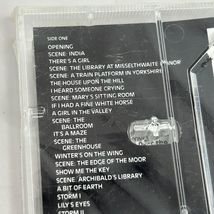 SIDE ONE
OPENING
SCENE: INDIA
THERE'S A GIRL
SCENE: THE LIBRARY AT MISSELTHWAITE MANOR
SCENE: A TRAIN PLATFORM IN YORKSHIRE
THE HOUSE UPON THE HILL
I HEARD SOMEONE CRYING
SCENE: MARY'S SITTING ROOM
IF I HAD A FINE WHITE HORSE
A GIRL IN THE VALLEY
SCENE: THE
BALLROOM
IT'S A MAZE
SCENE: THE
GREENHOUSE
WINTER'S ON THE WING
SCENE: THE EDGE OF THE MOOR
SHOW ME THE KEY
SCENE: ARCHIBALD'S LIBRARY
A BIT OF EARTH
STORM I
LILY'S EYES
STORM II